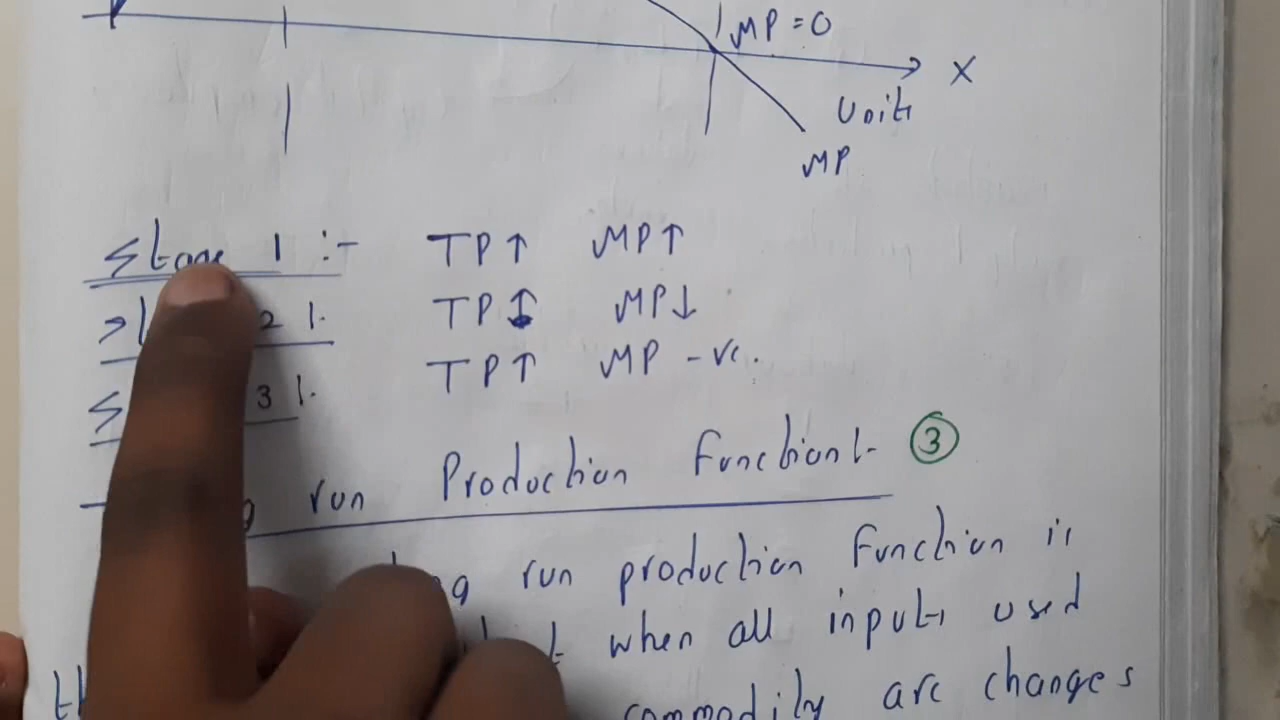 MP = 0
X
Units
MP
Stage 1 :- TP↑ MP↑
2 :- TP MP↓
3 :- TP↑ MP -ve.
run Production Function :- ③
run production function is
when all inputs used
commodity are changes